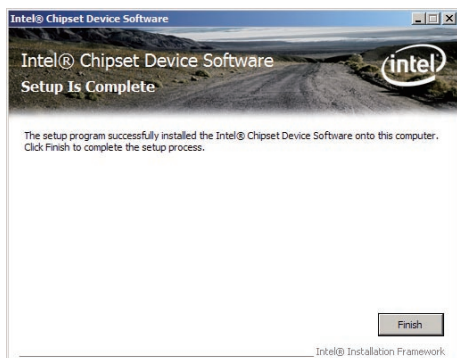 Intel® Chipset Device Software
Intel® Chipset Device Software
Setup Is Complete
intel®
The setup program successfully installed the Intel® Chipset Device Software onto this computer.
Click Finish to complete the setup process.
Finish
Intel® Installation Framework